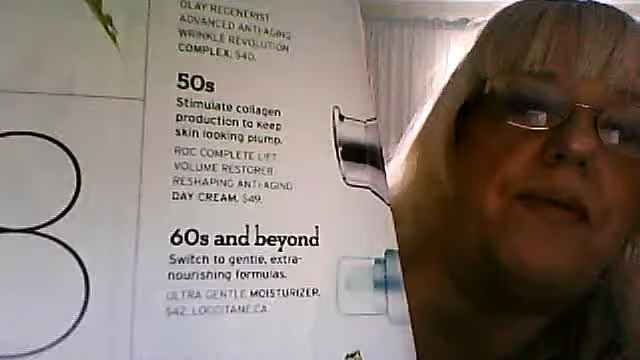 OLAY REGENERIST
ADVANCED ANTI-AGING
WRINKLE REVOLUTION
COMPLEX, $40.
50s
Stimulate collagen
production to keep
skin looking plump.
ROC COMPLETE LIFT
VOLUME RESTORER
RESHAPING ANTI-AGING
DAY CREAM, $49.
60s and beyond
Switch to gentle, extra-
nourishing formulas.
ULTRA GENTLE MOISTURIZER,
$42, LOCCITANE.CA.
8